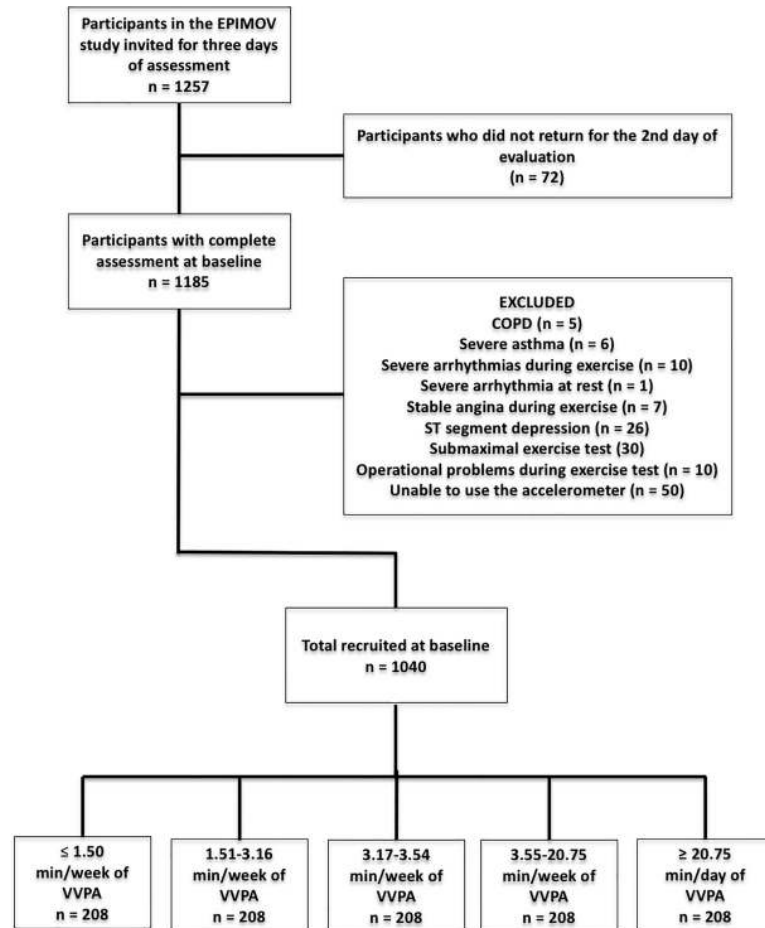 Participants in the EPIMOV
study invited for three days
of assessment
n = 1257
Participants who did not return for the 2nd day of
evaluation
(n = 72)
Participants with complete
assessment at baseline
n = 1185
EXCLUDED
COPD (n = 5)
Severe asthma (n = 6)
Severe arrhythmias during exercise (n = 10)
Severe arrhythmia at rest (n = 1)
Stable angina during exercise (n = 7)
ST segment depression (n = 26)
Submaximal exercise test (30)
Operational problems during exercise test (n = 10)
Unable to use the accelerometer (n = 50)
Total recruited at baseline
n = 1040
≤ 1.50
min/week of
VVPA
n = 208
1.51-3.16
min/week of
VVPA
n = 208
3.17-3.54
min/week of
VVPA
n = 208
3.55-20.75
min/week of
VVPA
n = 208
≥ 20.75
min/day of
VVPA
n = 208